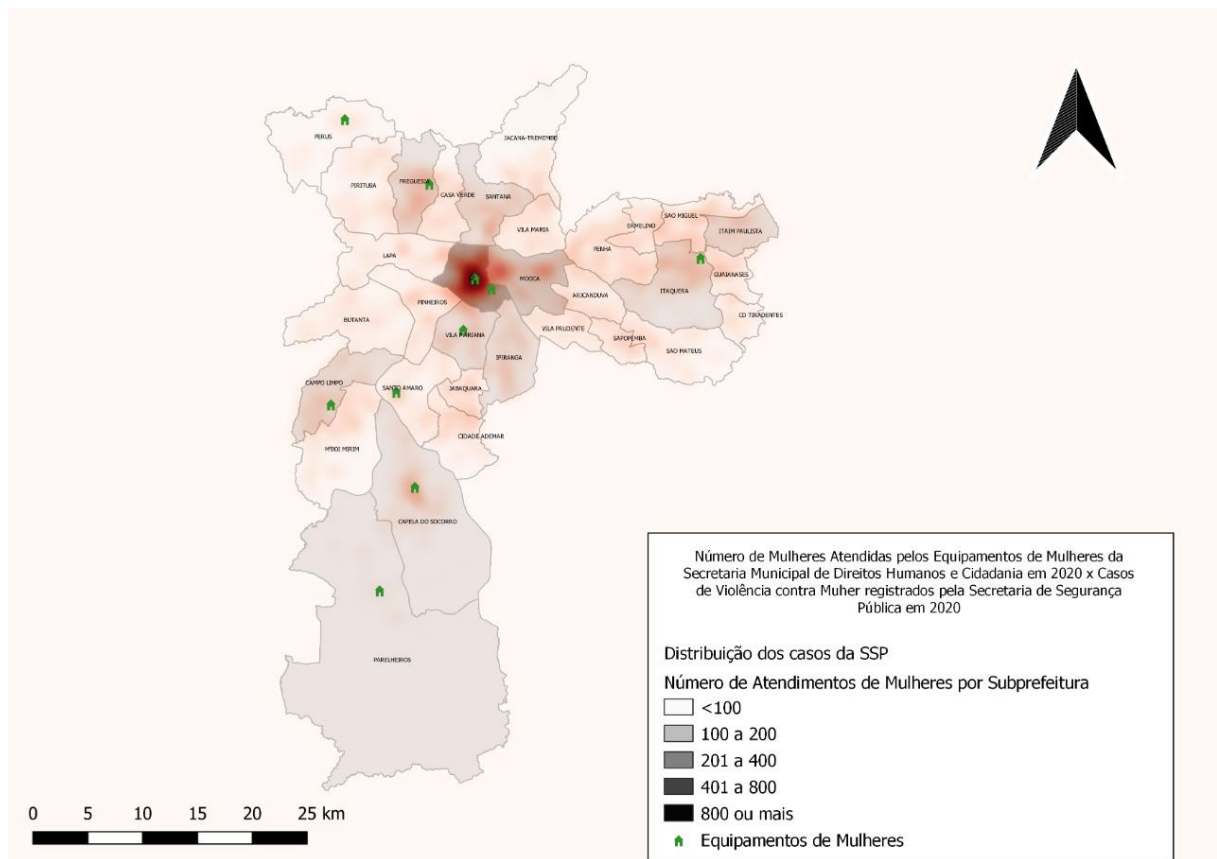 JACANA-TREMEMBE
PERUS
PIRITUBA
FREGUESIA
CASA VERDE
SANTANA
VILA MARIA
ERMELINO
SAO MIGUEL
ITAIM PAULISTA
PENHA
LAPA
MOOCA
GUAIANASES
ITAQUERA
ARICANDUVA
PINHEIROS
CD TIRADENTES
BUTANTA
VILA MARIANA
VILA PRUDENTE
SAPOPEMBA
SAO MATEUS
IPIRANGA
CAMPO LIMPO
SANTO AMARO
JABAQUARA
CIDADE ADEMAR
M'BOI MIRIM
CAPELA DO SOCORRO
PARELHEIROS
Número de Mulheres Atendidas pelos Equipamentos de Mulheres da
Secretaria Municipal de Direitos Humanos e Cidadania em 2020 x Casos
de Violência contra Muher registrados pela Secretaria de Segurança
Pública em 2020
Distribuição dos casos da SSP
Número de Atendimentos de Mulheres por Subprefeitura
<100
100 a 200
201 a 400
401 a 800
800 ou mais
Equipamentos de Mulheres
0 5 10 15 20 25 km